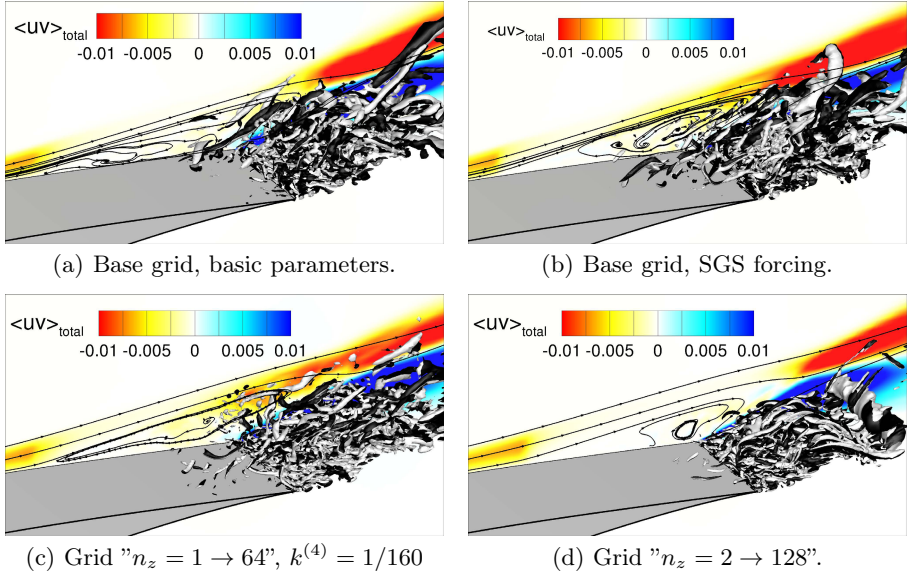 <uv>total
-0.01 -0.005 0 0.005 0.01
<uv>total
-0.01 -0.005 0 0.005 0.01
(a) Base grid, basic parameters.
(b) Base grid, SGS forcing.
<uv>total
-0.01 -0.005 0 0.005 0.01
<uv>total
-0.01 -0.005 0 0.005 0.01
(c) Grid ”n_z = 1 → 64”, k^(4) = 1/160
(d) Grid ”n_z = 2 → 128”.